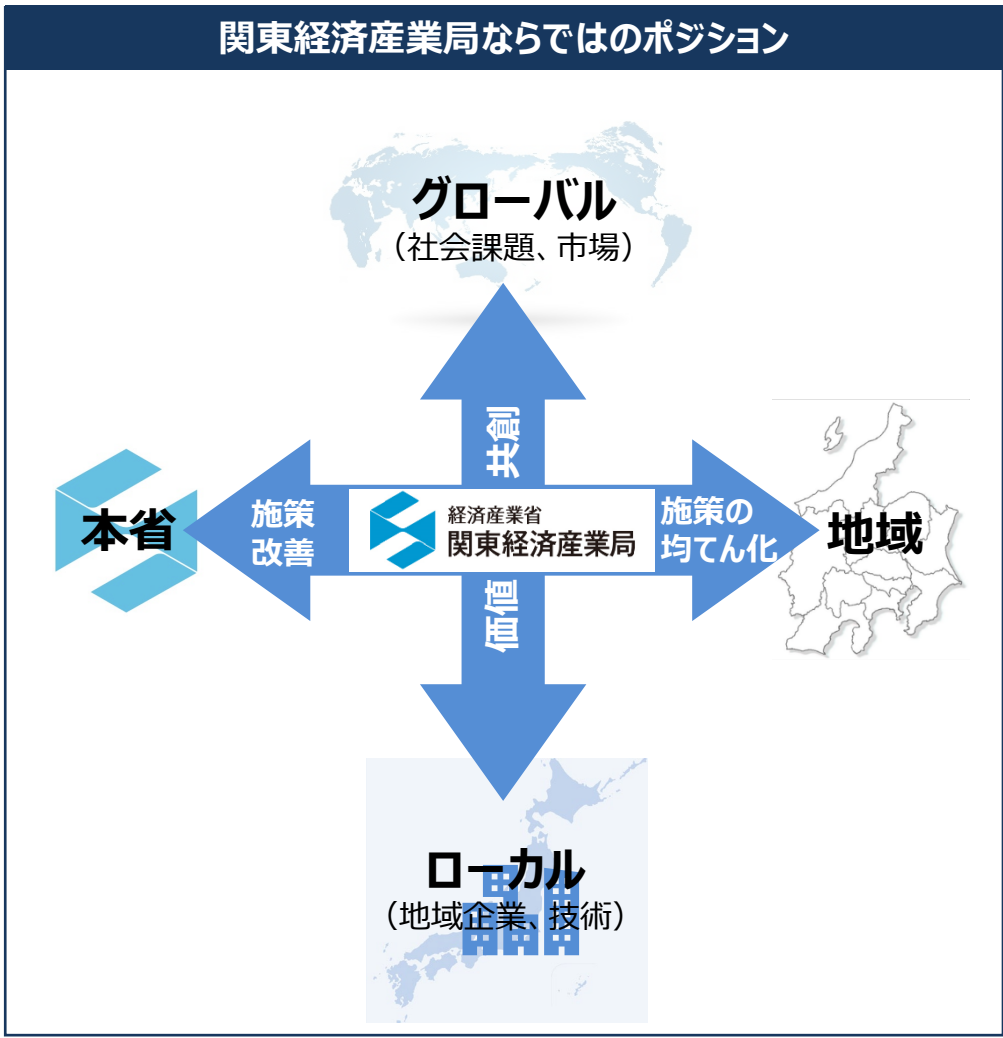 関東経済産業局ならではのポジション
グローバル
（社会課題、市場）
共創
本省
施策
改善
経済産業省
関東経済産業局
施策の
均てん化
地域
価値
ローカル
（地域企業、技術）